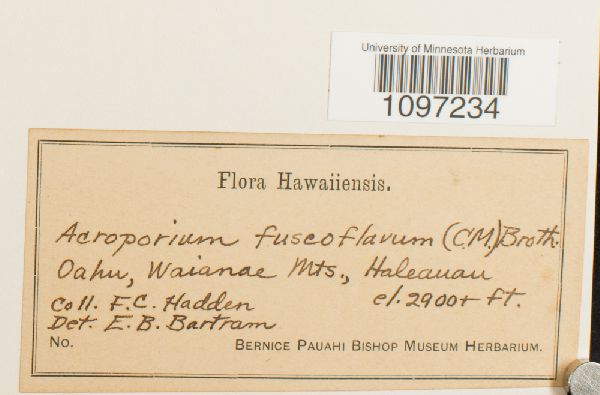 University of Minnesota Herbarium
1097234
Flora Hawaiiensis.
Acroporium fuscoflavum (C.M.) Broth.
Oahu, Waianae Mts., Haleauau
Coll. F.C. Hadden el. 2900+ ft.
Det. E. B. Bartram
No. BERNICE PAUAHI BISHOP MUSEUM HERBARIUM.